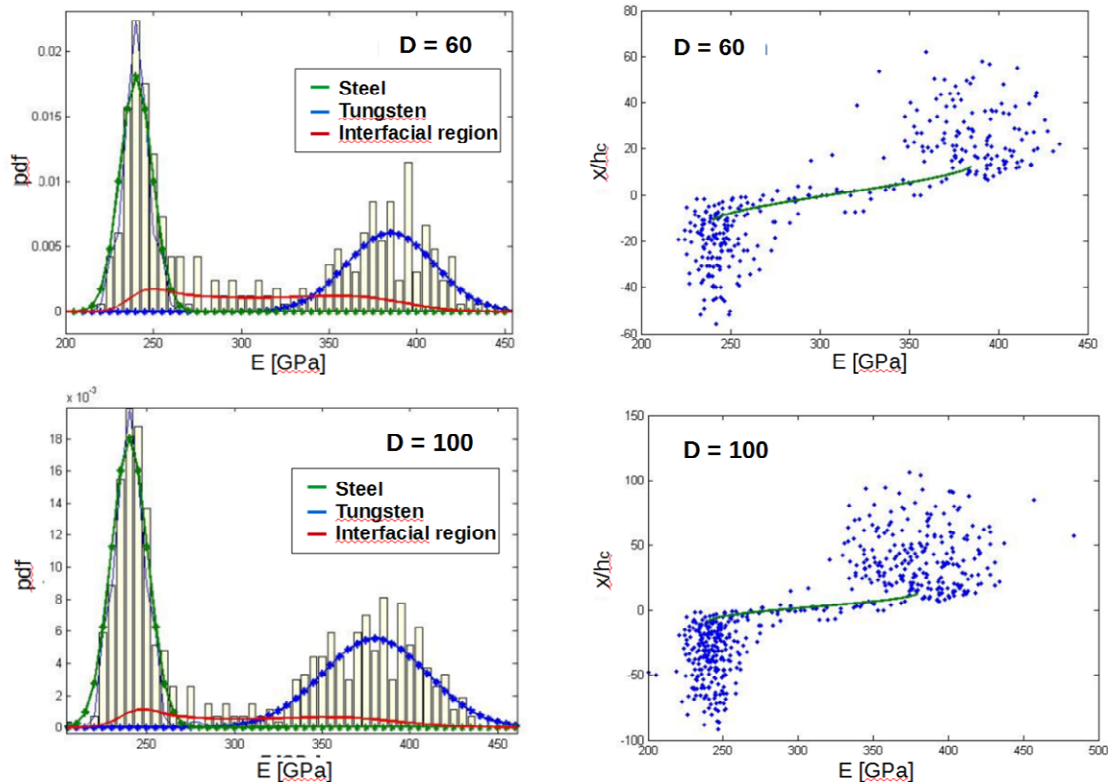 D = 60
Steel
Tungsten
Interfacial region
pdf
0.02
0.015
0.01
0.005
0
200
250
300
350
400
450
E [GPa]
D = 60
x/hc
80
60
40
20
0
-20
-40
-60
200
250
300
350
400
450
E [GPa]
x 10-3
D = 100
Steel
Tungsten
Interfacial region
pdf
18
16
14
12
10
8
6
4
2
0
250
300
350
400
450
E [GPa]
D = 100
x/hc
150
100
50
0
-50
-100
200
250
300
350
400
450
500
E [GPa]